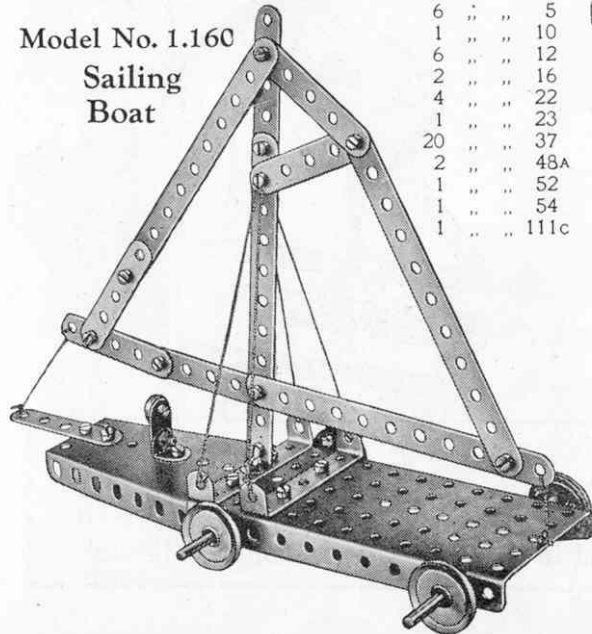 Model No. 1.160
Sailing
Boat
6 „ „ 5
1 „ „ 10
6 „ „ 12
2 „ „ 16
4 „ „ 22
1 „ „ 23
20 „ „ 37
2 „ „ 48A
1 „ „ 52
1 „ „ 54
1 „ „ 111c